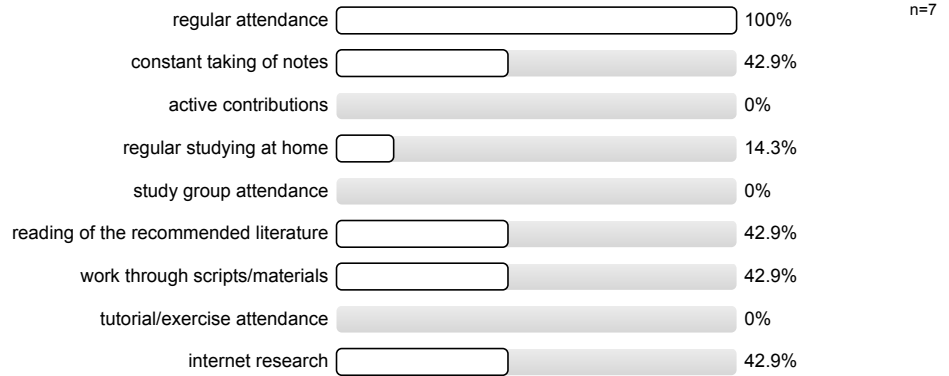 n=7
regular attendance 100%
constant taking of notes 42.9%
active contributions 0%
regular studying at home 14.3%
study group attendance 0%
reading of the recommended literature 42.9%
work through scripts/materials 42.9%
tutorial/exercise attendance 0%
internet research 42.9%